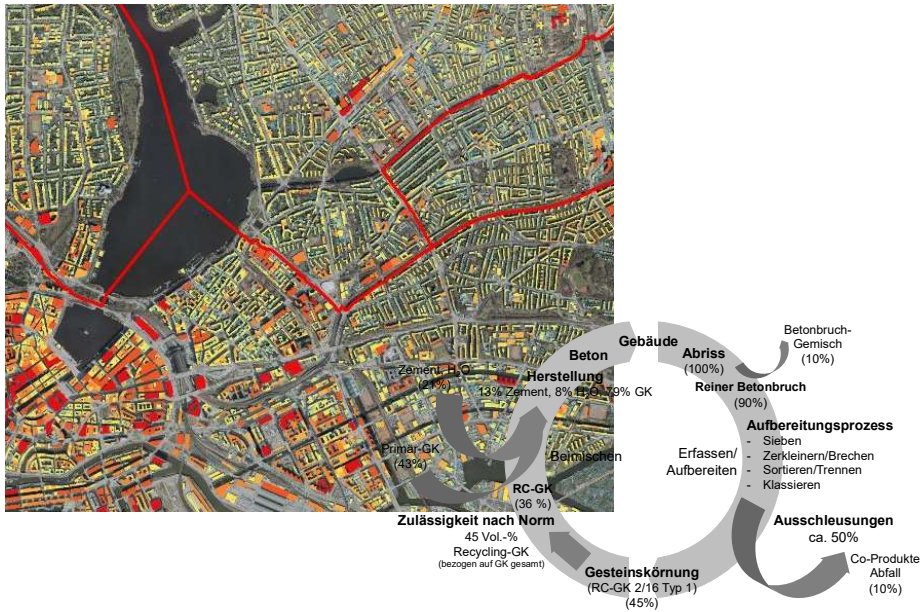 Gebäude
Beton
Abriss
(100%)
Betonbruch-
Gemisch
(10%)
Reiner Betonbruch
(90%)
Aufbereitungsprozess
- Sieben
- Zerkleinern/Brechen
- Sortieren/Trennen
- Klassieren
Erfassen/
Aufbereiten
Ausschleusungen
ca. 50%
Co-Produkte
Abfall
(10%)
Gesteinskörnung
(RC-GK 2/16 Typ 1)
(45%)
Zulässigkeit nach Norm
45 Vol.-%
Recycling-GK
(bezogen auf GK gesamt)
RC-GK
(36 %)
Beimischen
Primär-GK
(43%)
Zement, H2O
(21%)
Herstellung
13% Zement, 8% H2O, 79% GK